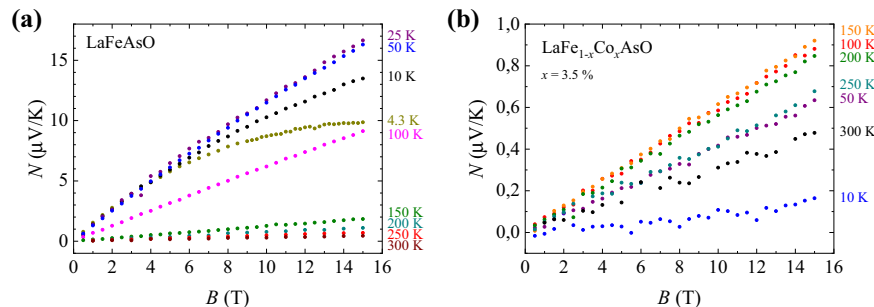 (a)
LaFeAsO
N (μV/K)
15
10
5
0
0 2 4 6 8 10 12 14 16
B (T)
25 K
50 K
10 K
4.3 K
100 K
150 K
200 K
250 K
300 K
(b)
LaFe1-xCoxAsO
x = 3.5 %
N (μV/K)
1,0
0,8
0,6
0,4
0,2
0,0
0 2 4 6 8 10 12 14 16
B (T)
150 K
100 K
200 K
250 K
50 K
300 K
10 K